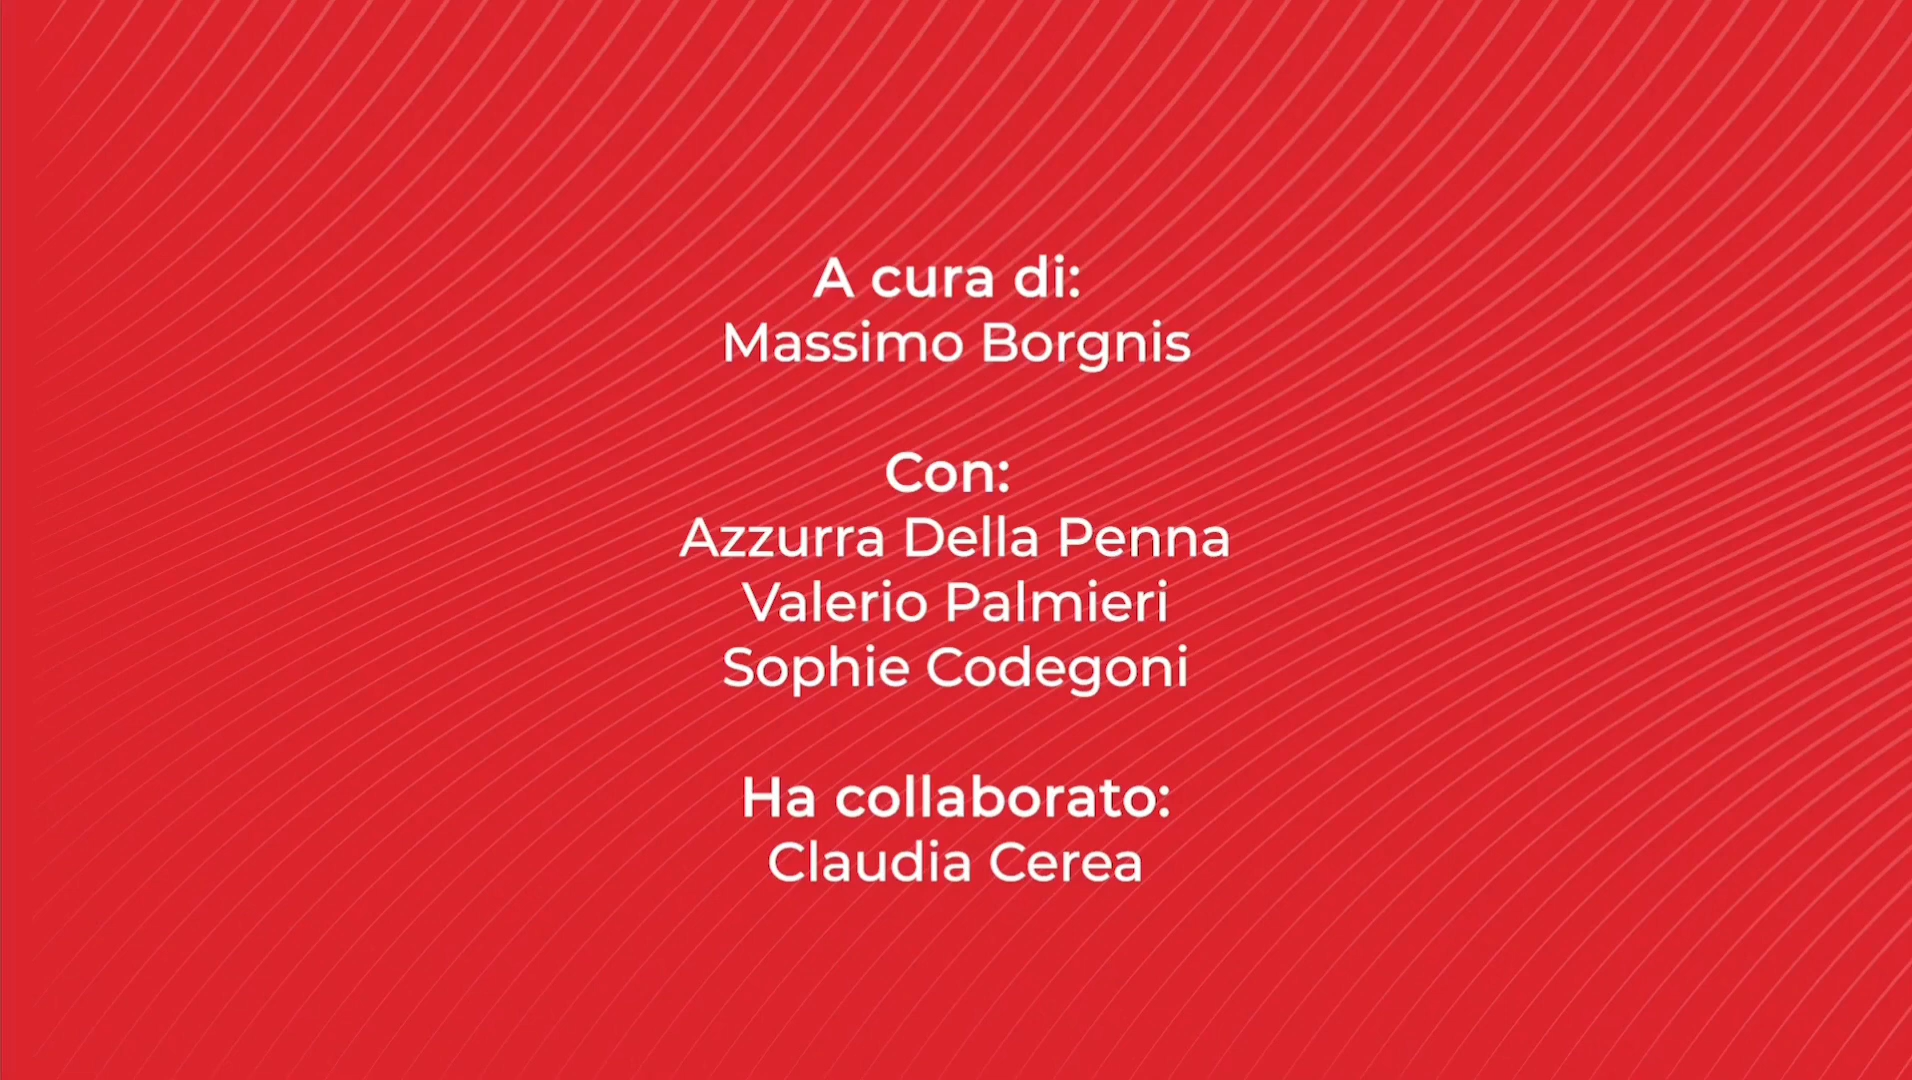 A cura di:
Massimo Borgnis
Con:
Azzurra Della Penna
Valerio Palmieri
Sophie Codegoni
Ha collaborato:
Claudia Cerea